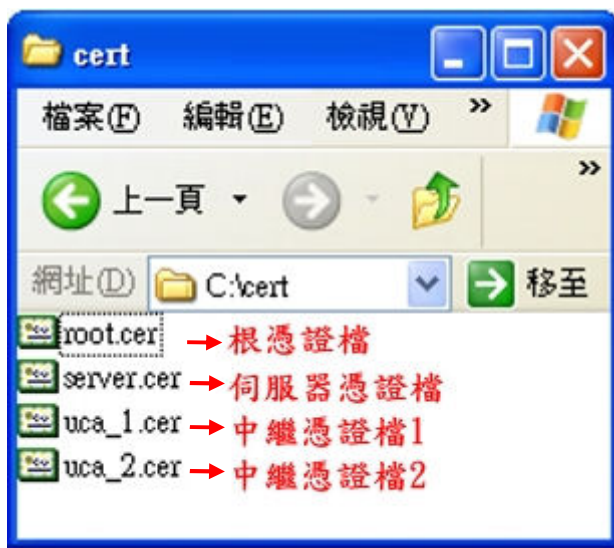 cert
檔案(F) 編輯(E) 檢視(V) »
上一頁 »
網址(D) C:\cert 移至
root.cer → 根憑證檔
server.cer → 伺服器憑證檔
uca_1.cer → 中繼憑證檔1
uca_2.cer → 中繼憑證檔2